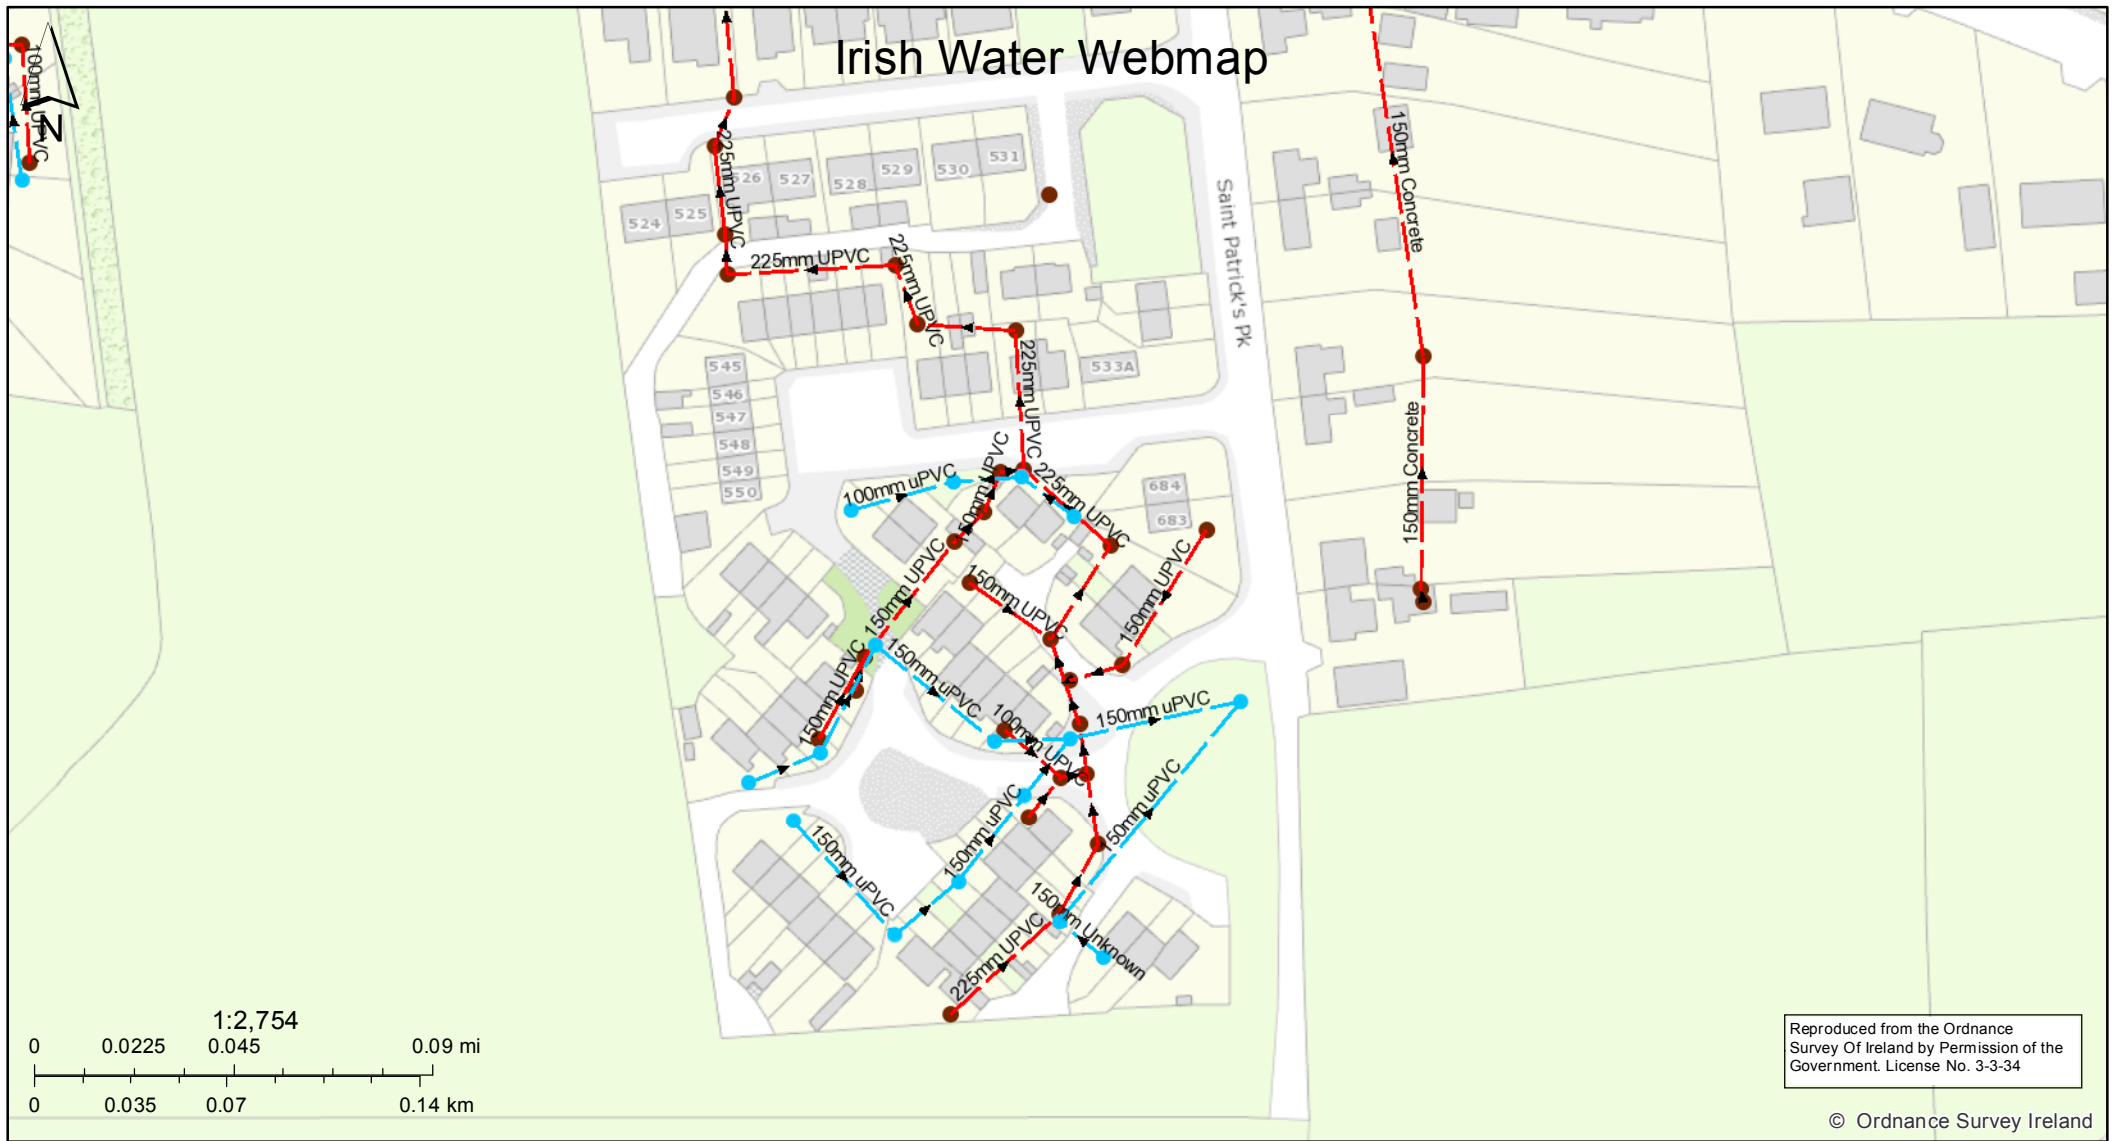 Irish Water Webmap
100mm UPVC
N
225mm UPVC
526
527
528
529
530
531
524
525
Saint Patrick's PK
150mm Concrete
225mm UPVC
225mm UPVC
225mm UPVC
533A
545
546
547
548
549
550
150mm Concrete
100mm uPVC
150mm UPVC
225mm UPVC
684
683
150mm UPVC
150mm UPVC
150mm UPVC
150mm UPVC
150mm uPVC
100mm UPVC
150mm uPVC
150mm uPVC
150mm uPVC
150mm uPVC
150mm Unknown
225mm UPVC
1:2,754
0 0.0225 0.045 0.09 mi
0 0.035 0.07 0.14 km
Reproduced from the Ordnance
Survey Of Ireland by Permission of the
Government. License No. 3-3-34
© Ordnance Survey Ireland